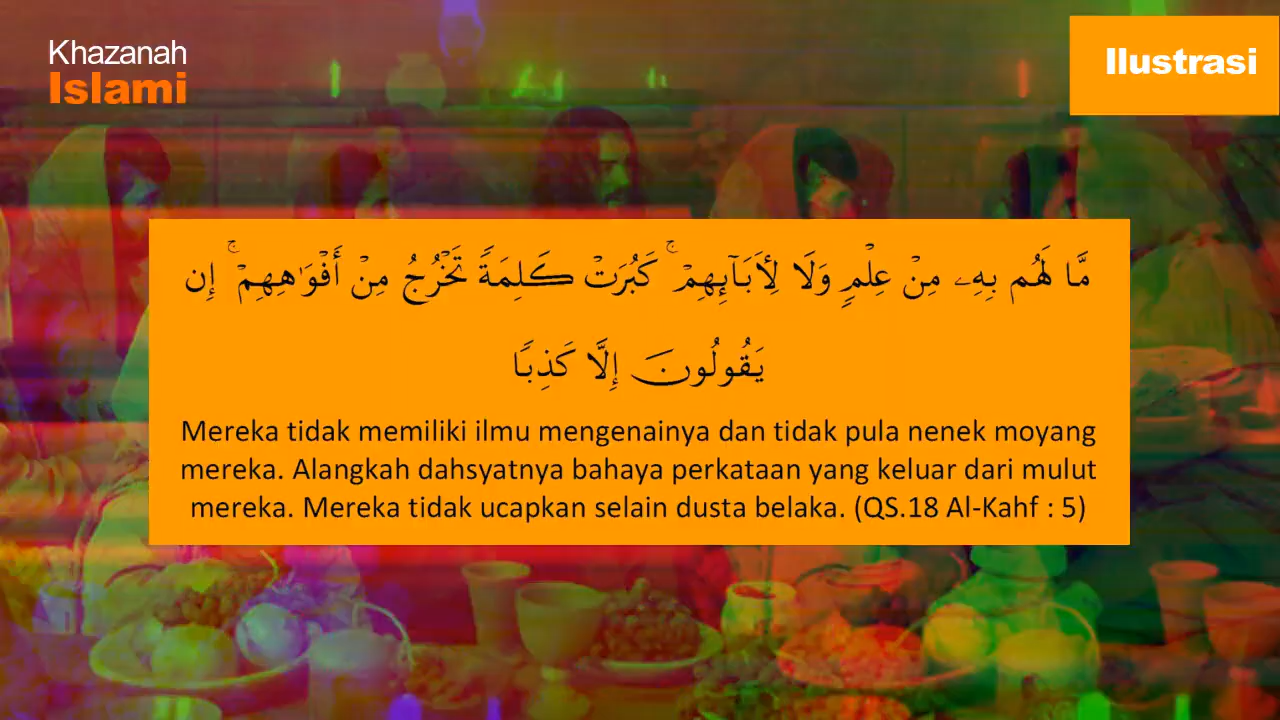 Khazanah
Islami
Ilustrasi
مَّا لَهُم بِهِۦ مِنْ عِلْمٍ وَلَا لِأَبَآئِهِمْ ۚ كَبُرَتْ كَلِمَةً تَخْرُجُ مِنْ أَفْوَٰهِهِمْ ۚ إِن
يَقُولُونَ إِلَّا كَذِبًا
Mereka tidak memiliki ilmu mengenainya dan tidak pula nenek moyang
mereka. Alangkah dahsyatnya bahaya perkataan yang keluar dari mulut
mereka. Mereka tidak ucapkan selain dusta belaka. (QS.18 Al-Kahf : 5)